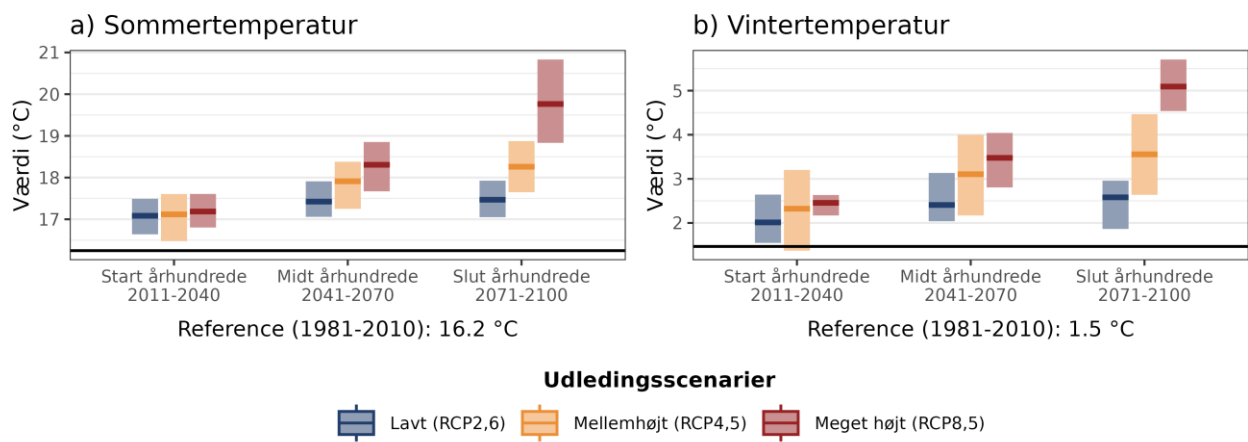 a) Sommertemperatur
Værdi (°C)
21
20
19
18
17
Start århundrede
2011-2040
Midt århundrede
2041-2070
Slut århundrede
2071-2100
Reference (1981-2010): 16.2 °C
b) Vintertemperatur
Værdi (°C)
5
4
3
2
Start århundrede
2011-2040
Midt århundrede
2041-2070
Slut århundrede
2071-2100
Reference (1981-2010): 1.5 °C
Udledingsscenarier
Lavt (RCP2,6)
Mellemhøjt (RCP4,5)
Meget højt (RCP8,5)